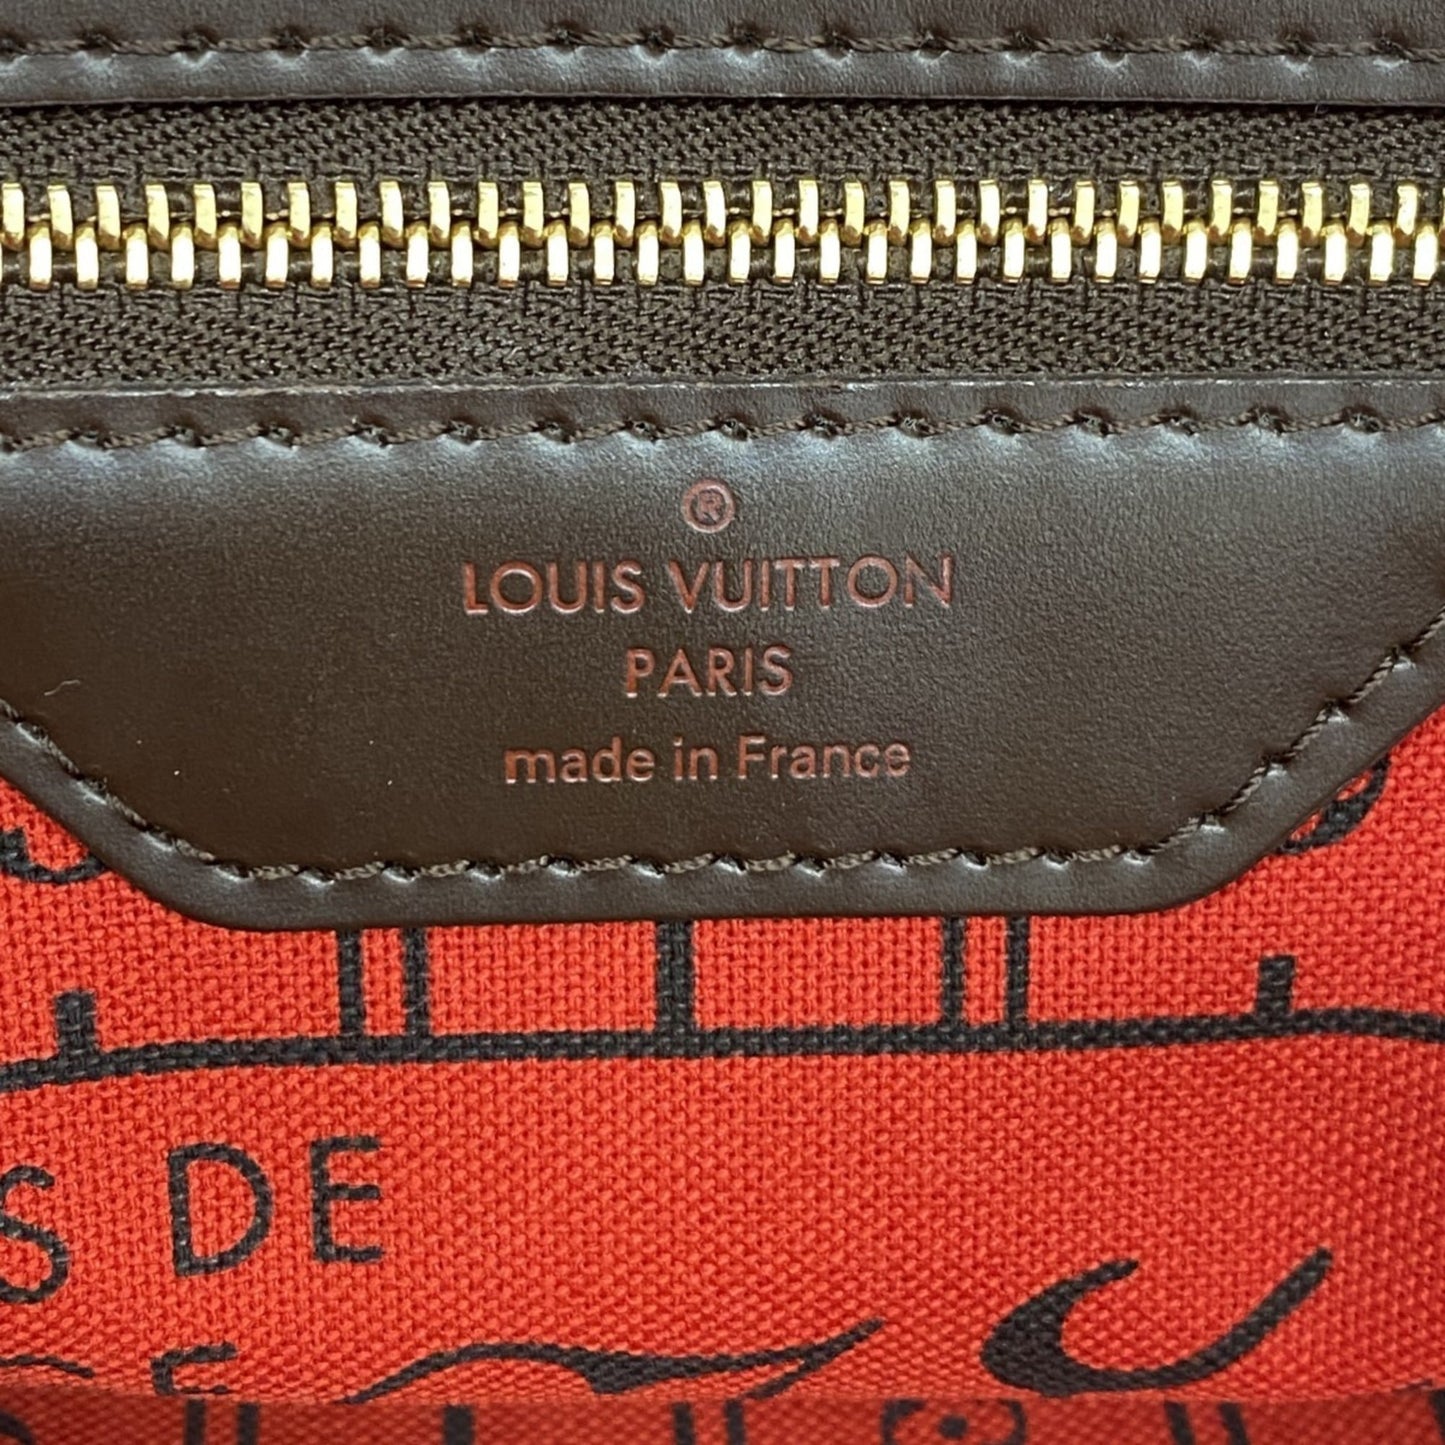 ®
LOUIS VUITTON
PARIS
made in France
S DE